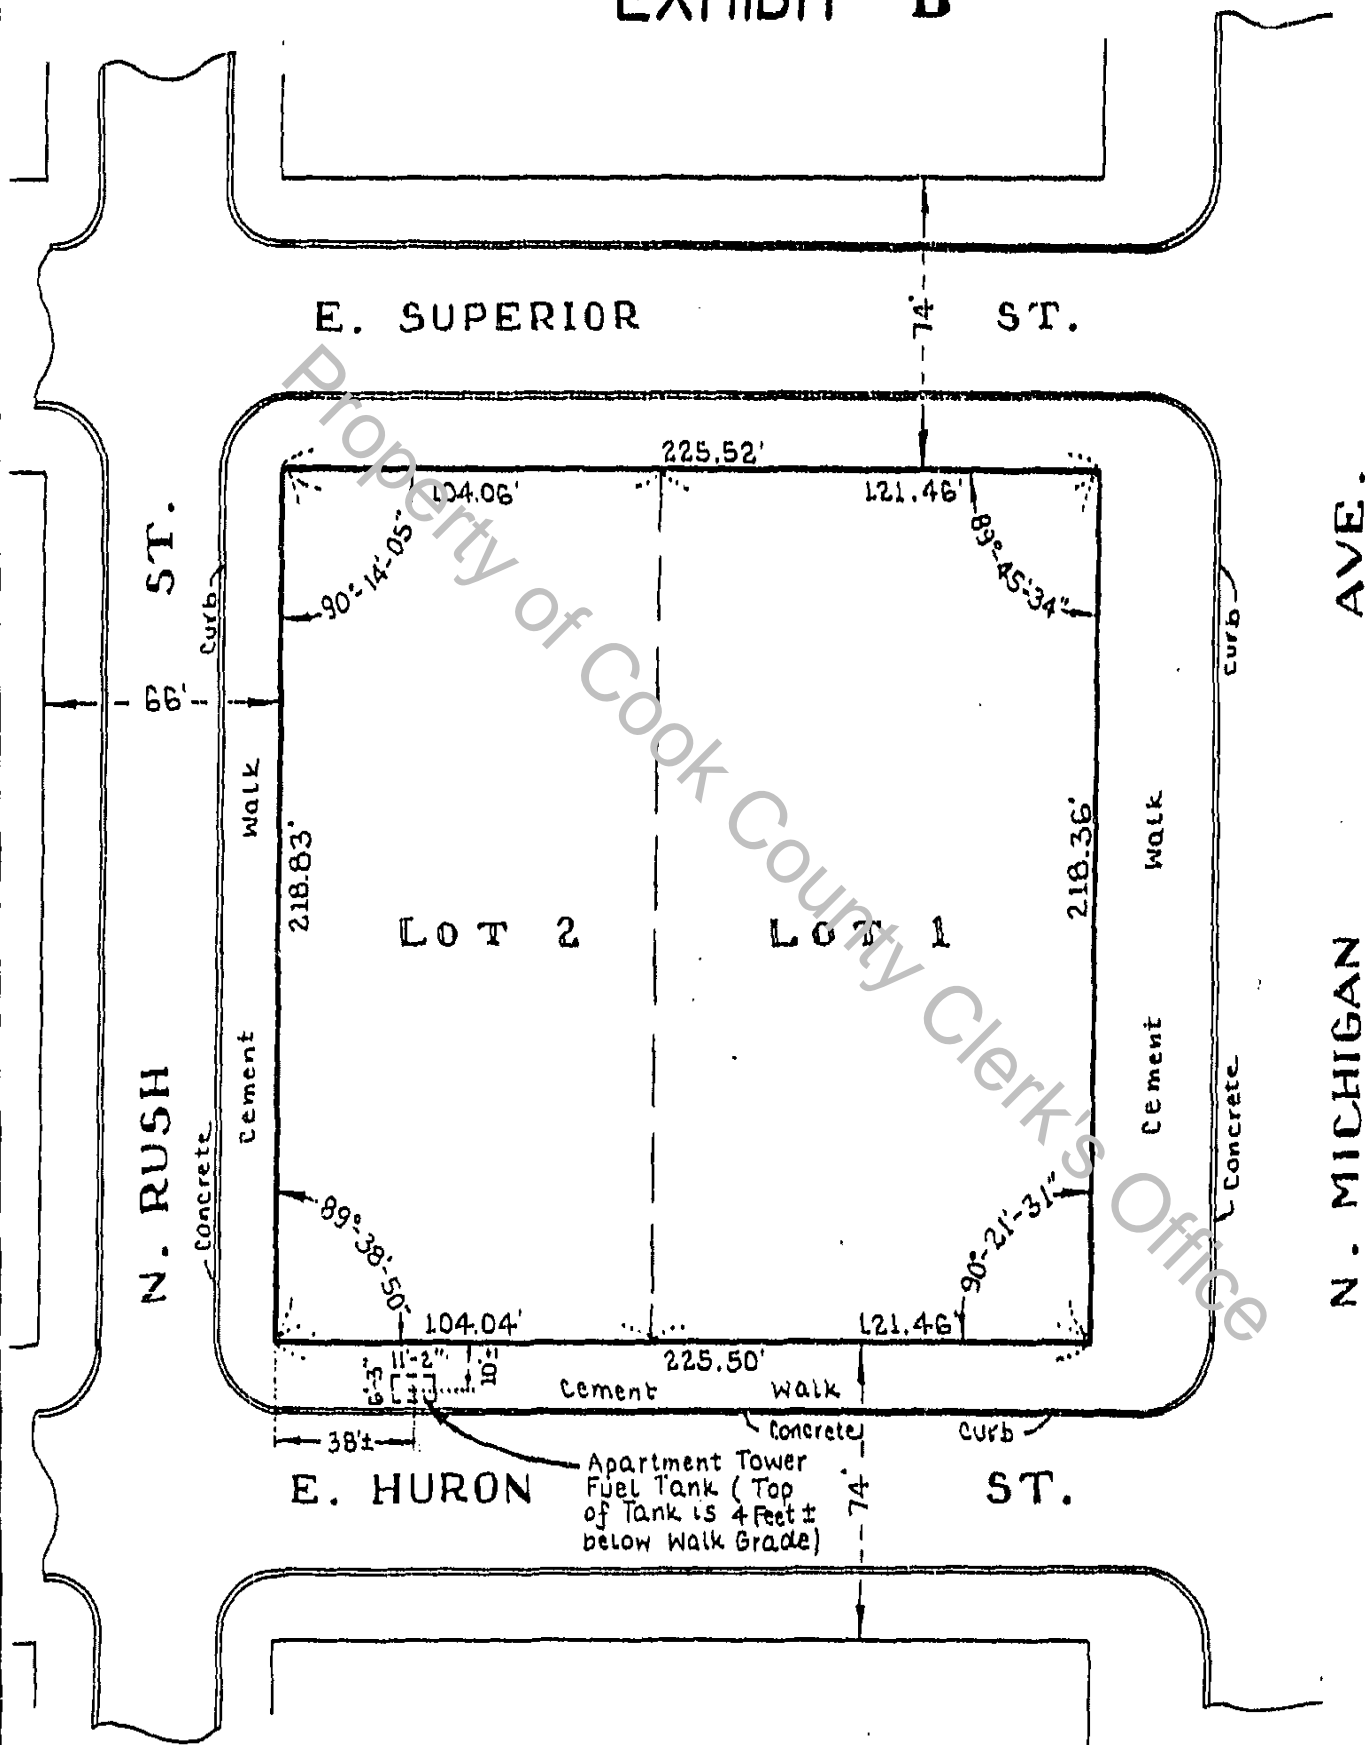 EXHIBIT B
E. SUPERIOR ST.
74'
225.52'
104.06'
121.46'
90°-14'-05"
89°-45'-34"
N. RUSH ST.
Curb
Concrete
66'
Cement Walk
218.83'
LOT 2
LOT 1
218.36'
Cement Walk
Curb
Concrete
N. MICHIGAN AVE.
89°-38'-50"
90°-21'-31"
104.04'
121.46'
225.50'
11'-2"
6'-3"
10'±
Cement Walk
Concrete Curb
38'±
Apartment Tower
Fuel Tank (Top
of Tank is 4 Feet ±
below Walk Grade)
E. HURON ST.
74'
Property of Cook County Clerk's Office